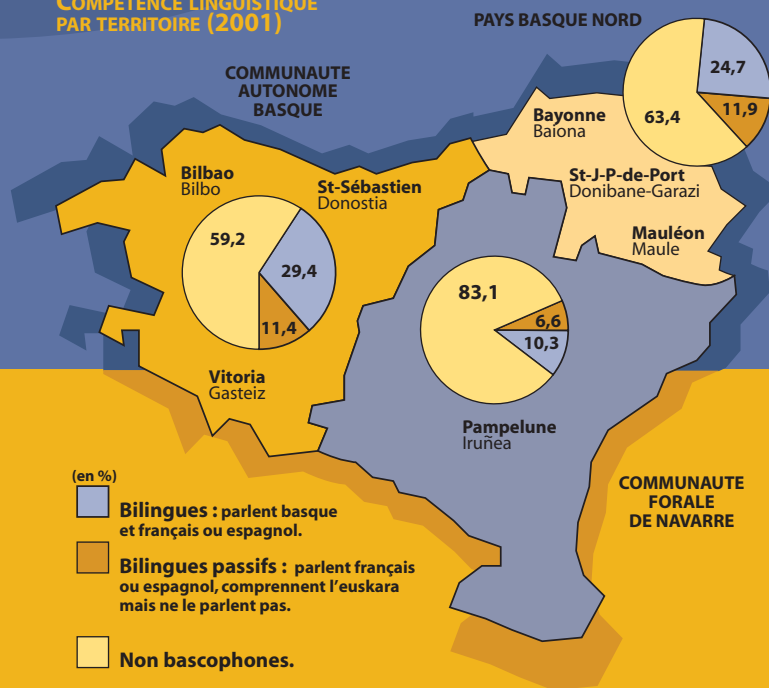 COMPÉTENCE LINGUISTIQUE
PAR TERRITOIRE (2001)
PAYS BASQUE NORD
24,7
11,9
63,4
COMMUNAUTE
AUTONOME
BASQUE
Bayonne
Baiona
Bilbao
Bilbo
St-Sébastien
Donostia
St-J-P-de-Port
Donibane-Garazi
Mauléon
Maule
59,2
29,4
11,4
83,1
6,6
10,3
Vitoria
Gasteiz
Pampelune
Iruñea
COMMUNAUTE
FORALE
DE NAVARRE
(en %)
Bilingues : parlent basque
et français ou espagnol.
Bilingues passifs : parlent français
ou espagnol, comprennent l'euskara
mais ne le parlent pas.
Non bascophones.